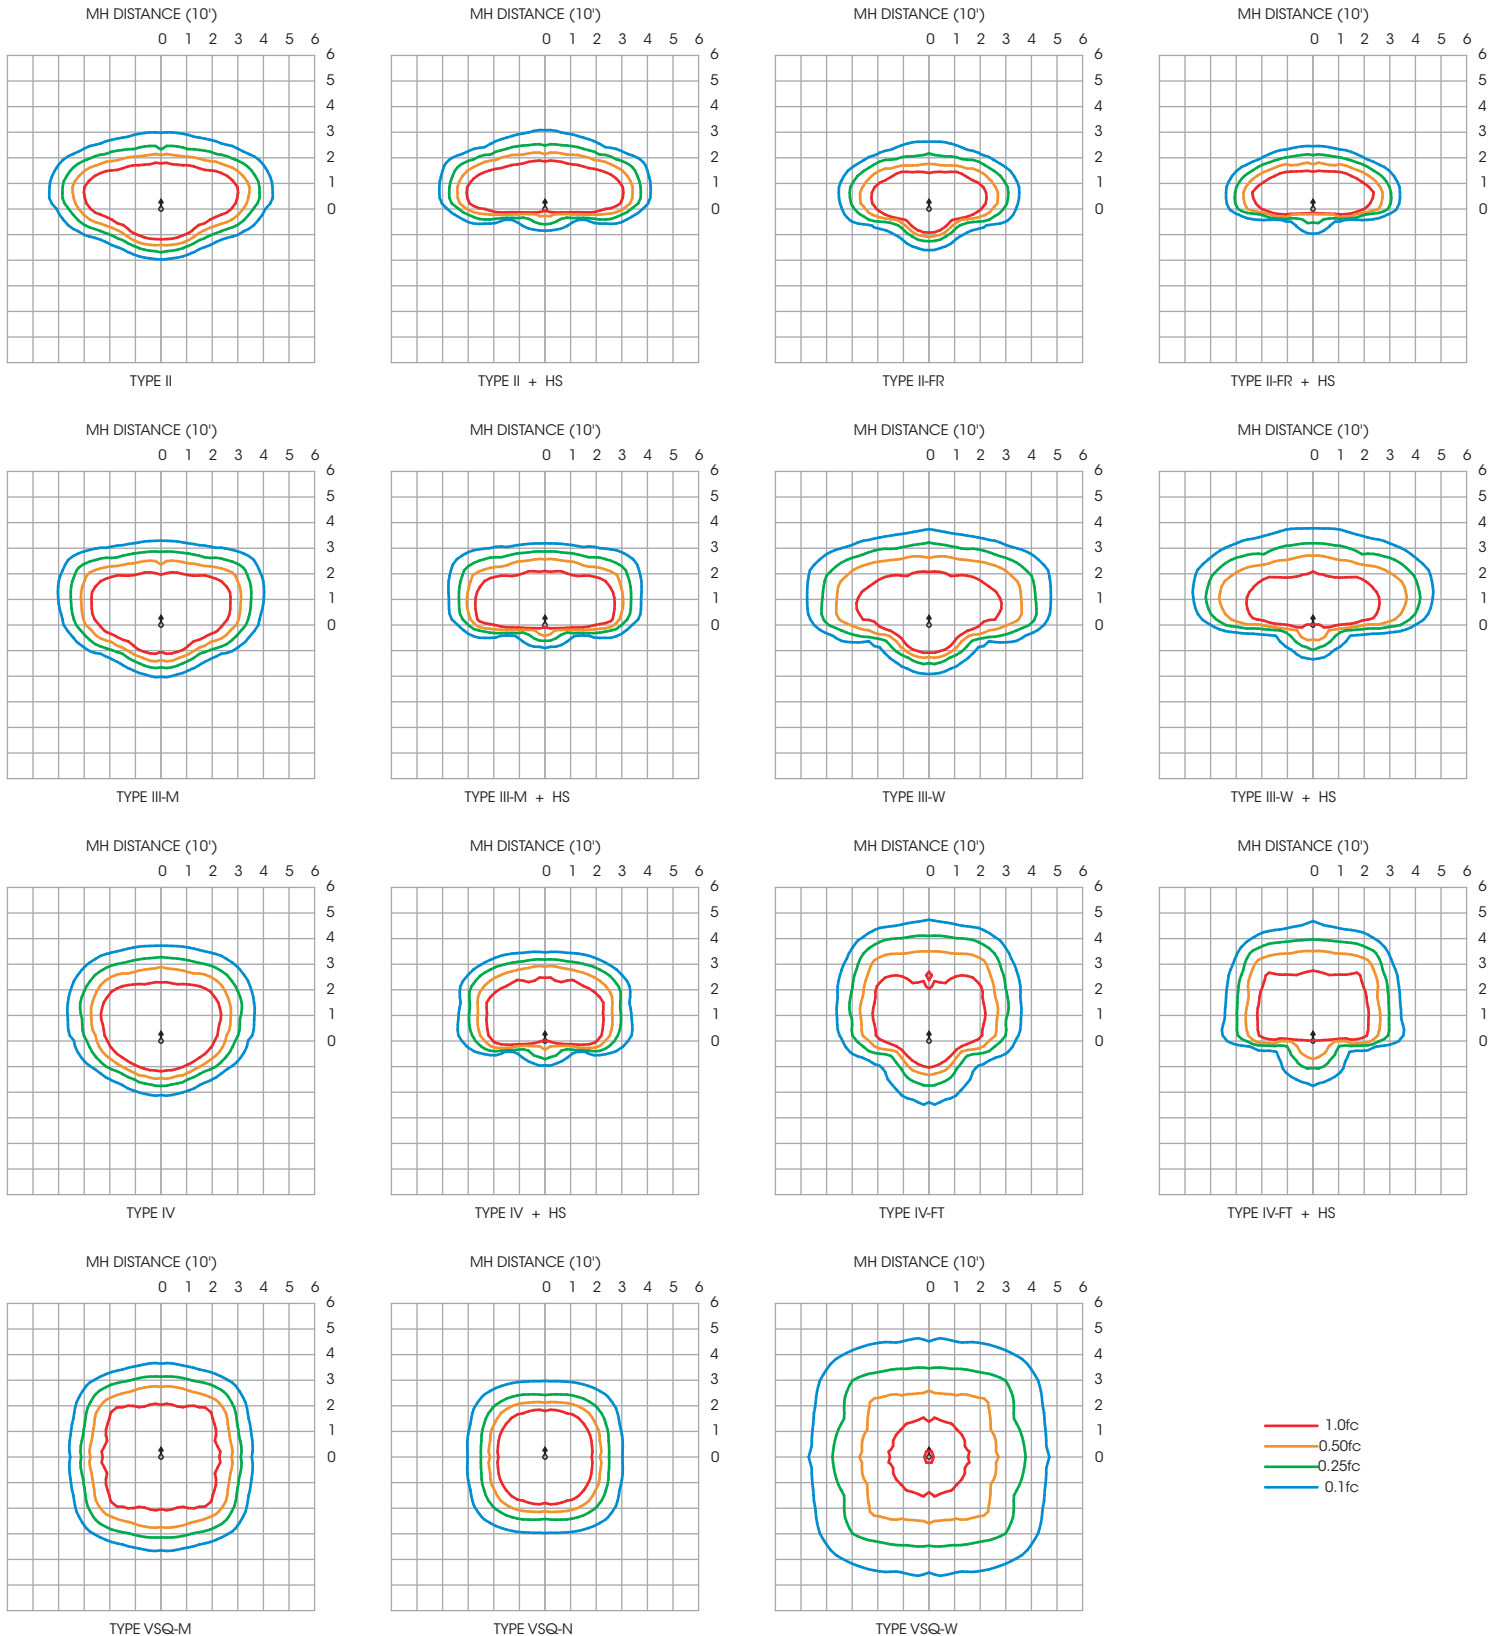 MH DISTANCE (10') MH DISTANCE (10') MH DISTANCE (10') MH DISTANCE (10')
0 1 2 3 4 5 6 0 1 2 3 4 5 6 0 1 2 3 4 5 6 0 1 2 3 4 5 6
6 6 6 6
5 5 5 5
4 4 4 4
3 3 3 3
2 2 2 2
1 1 1 1
0 0 0 0
TYPE II TYPE II + HS TYPE II-FR TYPE II-FR + HS
MH DISTANCE (10') MH DISTANCE (10') MH DISTANCE (10') MH DISTANCE (10')
0 1 2 3 4 5 6 0 1 2 3 4 5 6 0 1 2 3 4 5 6 0 1 2 3 4 5 6
6 6 6 6
5 5 5 5
4 4 4 4
3 3 3 3
2 2 2 2
1 1 1 1
0 0 0 0
TYPE III-M TYPE III-M + HS TYPE III-W TYPE III-W + HS
MH DISTANCE (10') MH DISTANCE (10') MH DISTANCE (10') MH DISTANCE (10')
0 1 2 3 4 5 6 0 1 2 3 4 5 6 0 1 2 3 4 5 6 0 1 2 3 4 5 6
6 6 6 6
5 5 5 5
4 4 4 4
3 3 3 3
2 2 2 2
1 1 1 1
0 0 0 0
TYPE IV TYPE IV + HS TYPE IV-FT TYPE IV-FT + HS
MH DISTANCE (10') MH DISTANCE (10') MH DISTANCE (10')
0 1 2 3 4 5 6 0 1 2 3 4 5 6 0 1 2 3 4 5 6
6 6 6
5 5 5
4 4 4
3 3 3
2 2 2
1 1 1
0 0 0
TYPE VSQ-M TYPE VSQ-N TYPE VSQ-W
1.0fc
0.50fc
0.25fc
0.1fc